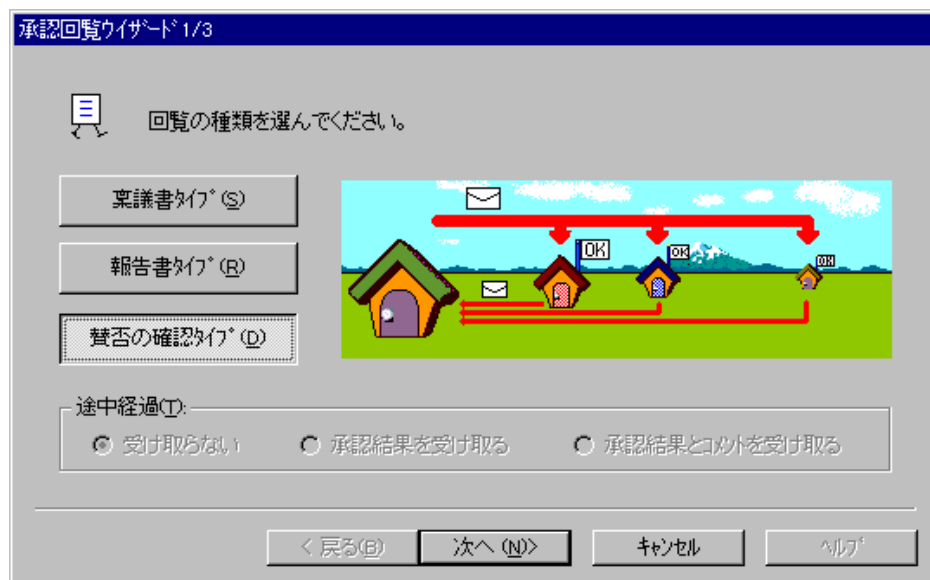 承認回覧ｳｲｻﾞｰﾄﾞ1/3
回覧の種類を選んでください。
稟議書ﾀｲﾌﾟ(S)
報告書ﾀｲﾌﾟ(R)
賛否の確認ﾀｲﾌﾟ(D)
OK
OK
OK
途中経過(T):
受け取らない
承認結果を受け取る
承認結果とｺﾒﾝﾄを受け取る
< 戻る(B)
次へ (N)>
ｷｬﾝｾﾙ
ﾍﾙﾌﾟ